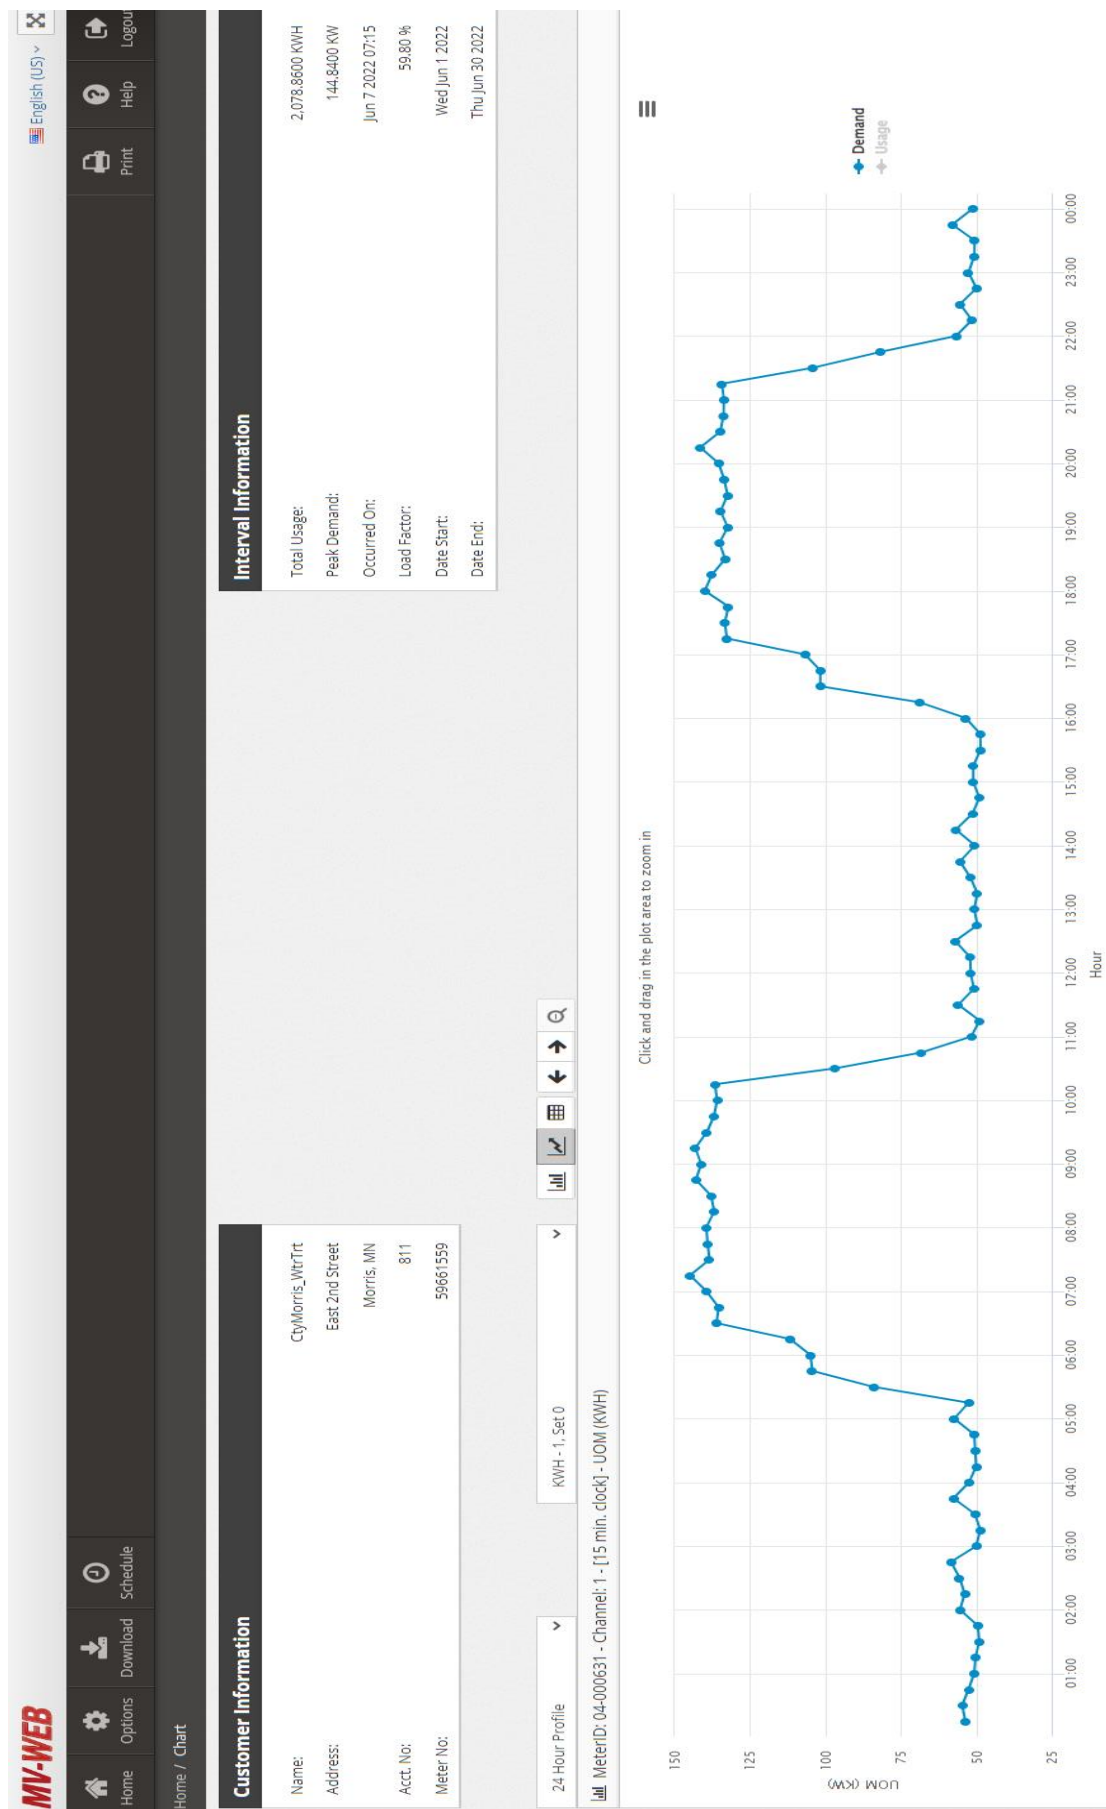 MV-WEB
English (US)
Home
Options
Download
Schedule
Print
Help
Logou
Home / Chart
Customer Information
Name: CtyMorris_WtrTrt
Address: East 2nd Street
Morris, MN
Acct. No: 811
Meter No: 59661559
Interval Information
Total Usage: 2,078.8600 KWH
Peak Demand: 144.8400 KW
Occurred On: Jun 7 2022 07:15
Load Factor: 59.80 %
Date Start: Wed Jun 1 2022
Date End: Thu Jun 30 2022
24 Hour Profile
KWH - 1, Set 0
MeterID: 04-000631 - Channel: 1 - [15 min. clock] - UOM (KWH)
Click and drag in the plot area to zoom in
UOM (KW)
150
125
100
75
50
25
01:00 02:00 03:00 04:00 05:00 06:00 07:00 08:00 09:00 10:00 11:00 12:00 13:00 14:00 15:00 16:00 17:00 18:00 19:00 20:00 21:00 22:00 23:00 00:00
Hour
Demand
Usage